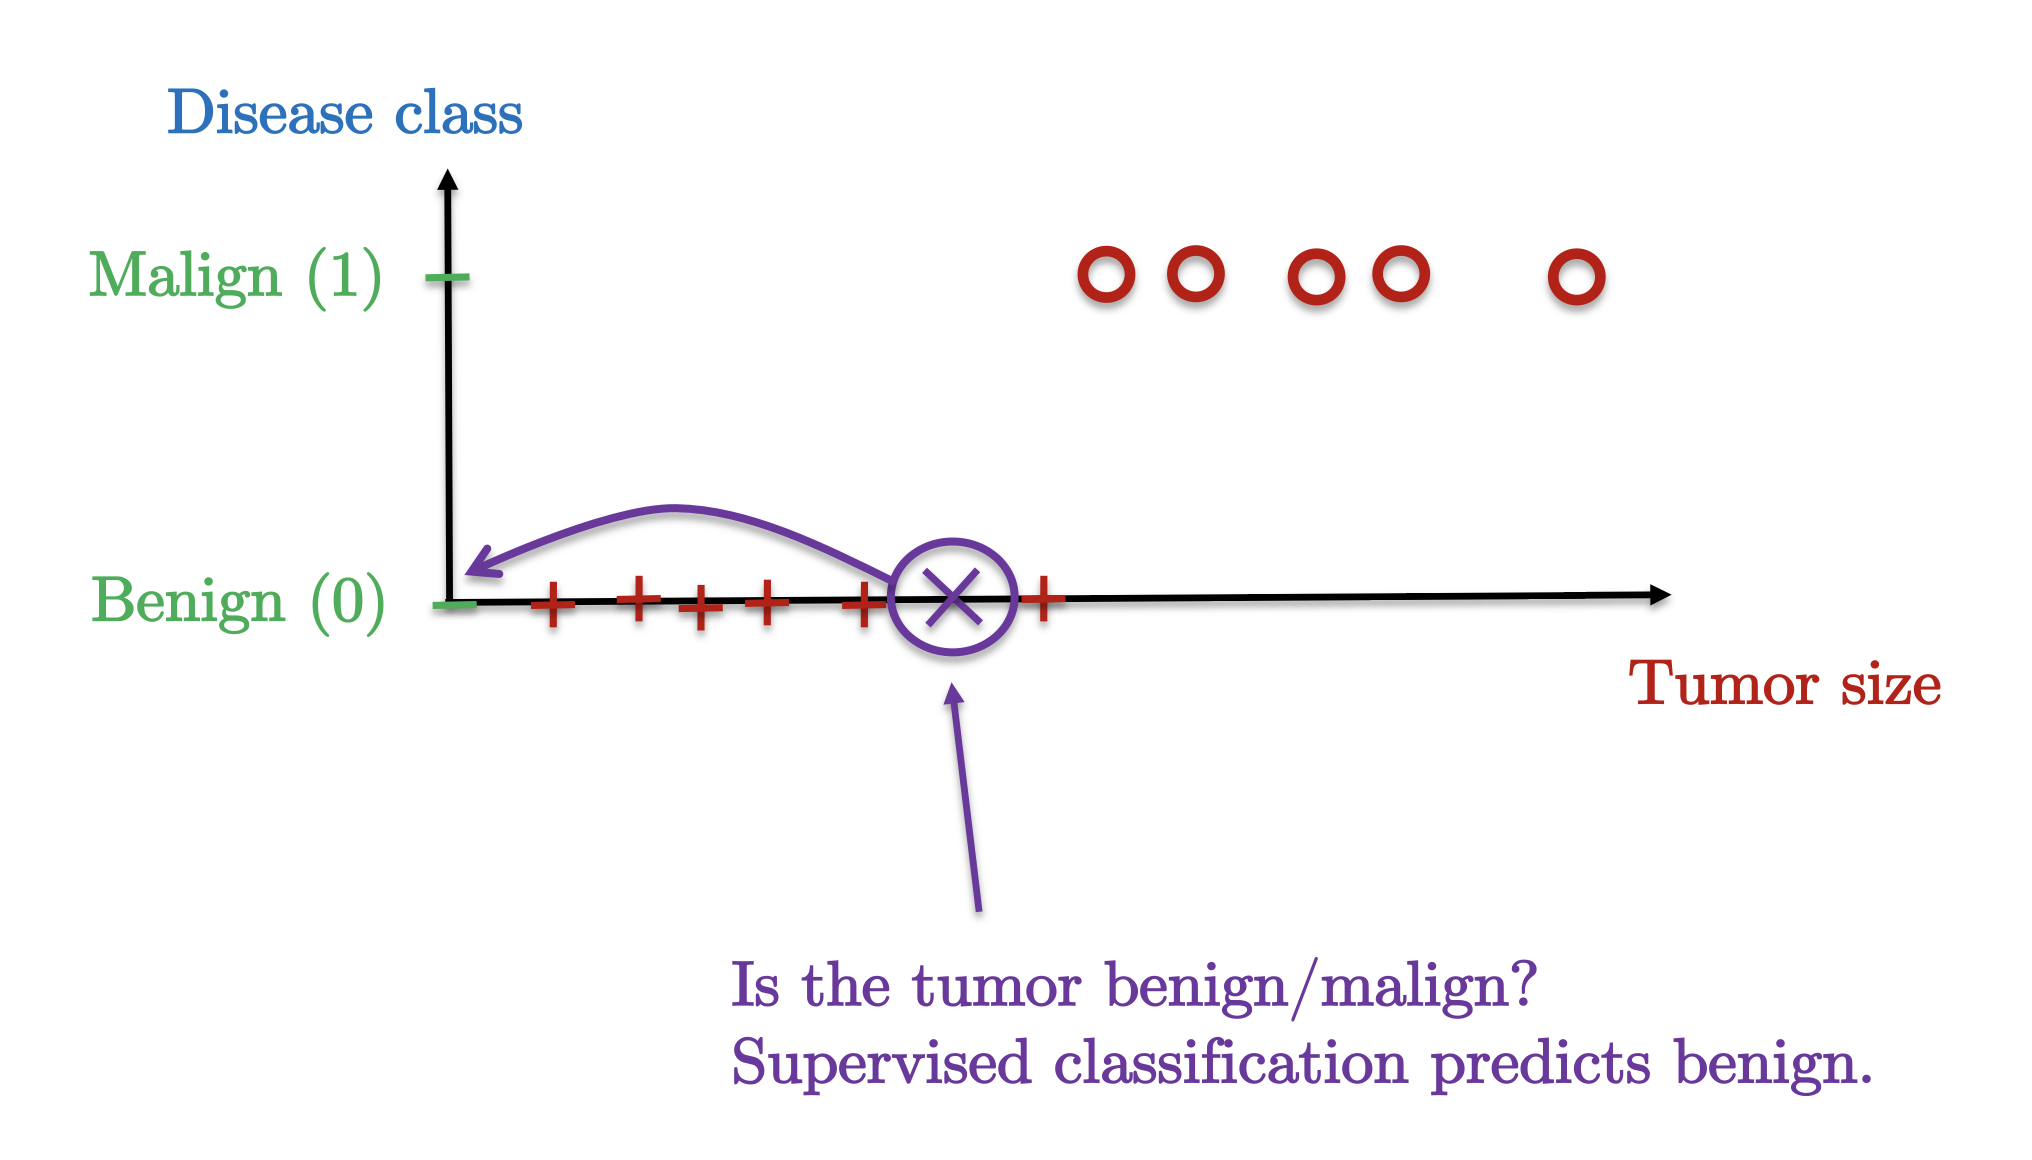 Disease class
Malign (1)
Benign (0)
Tumor size
Is the tumor benign/malign?
Supervised classification predicts benign.